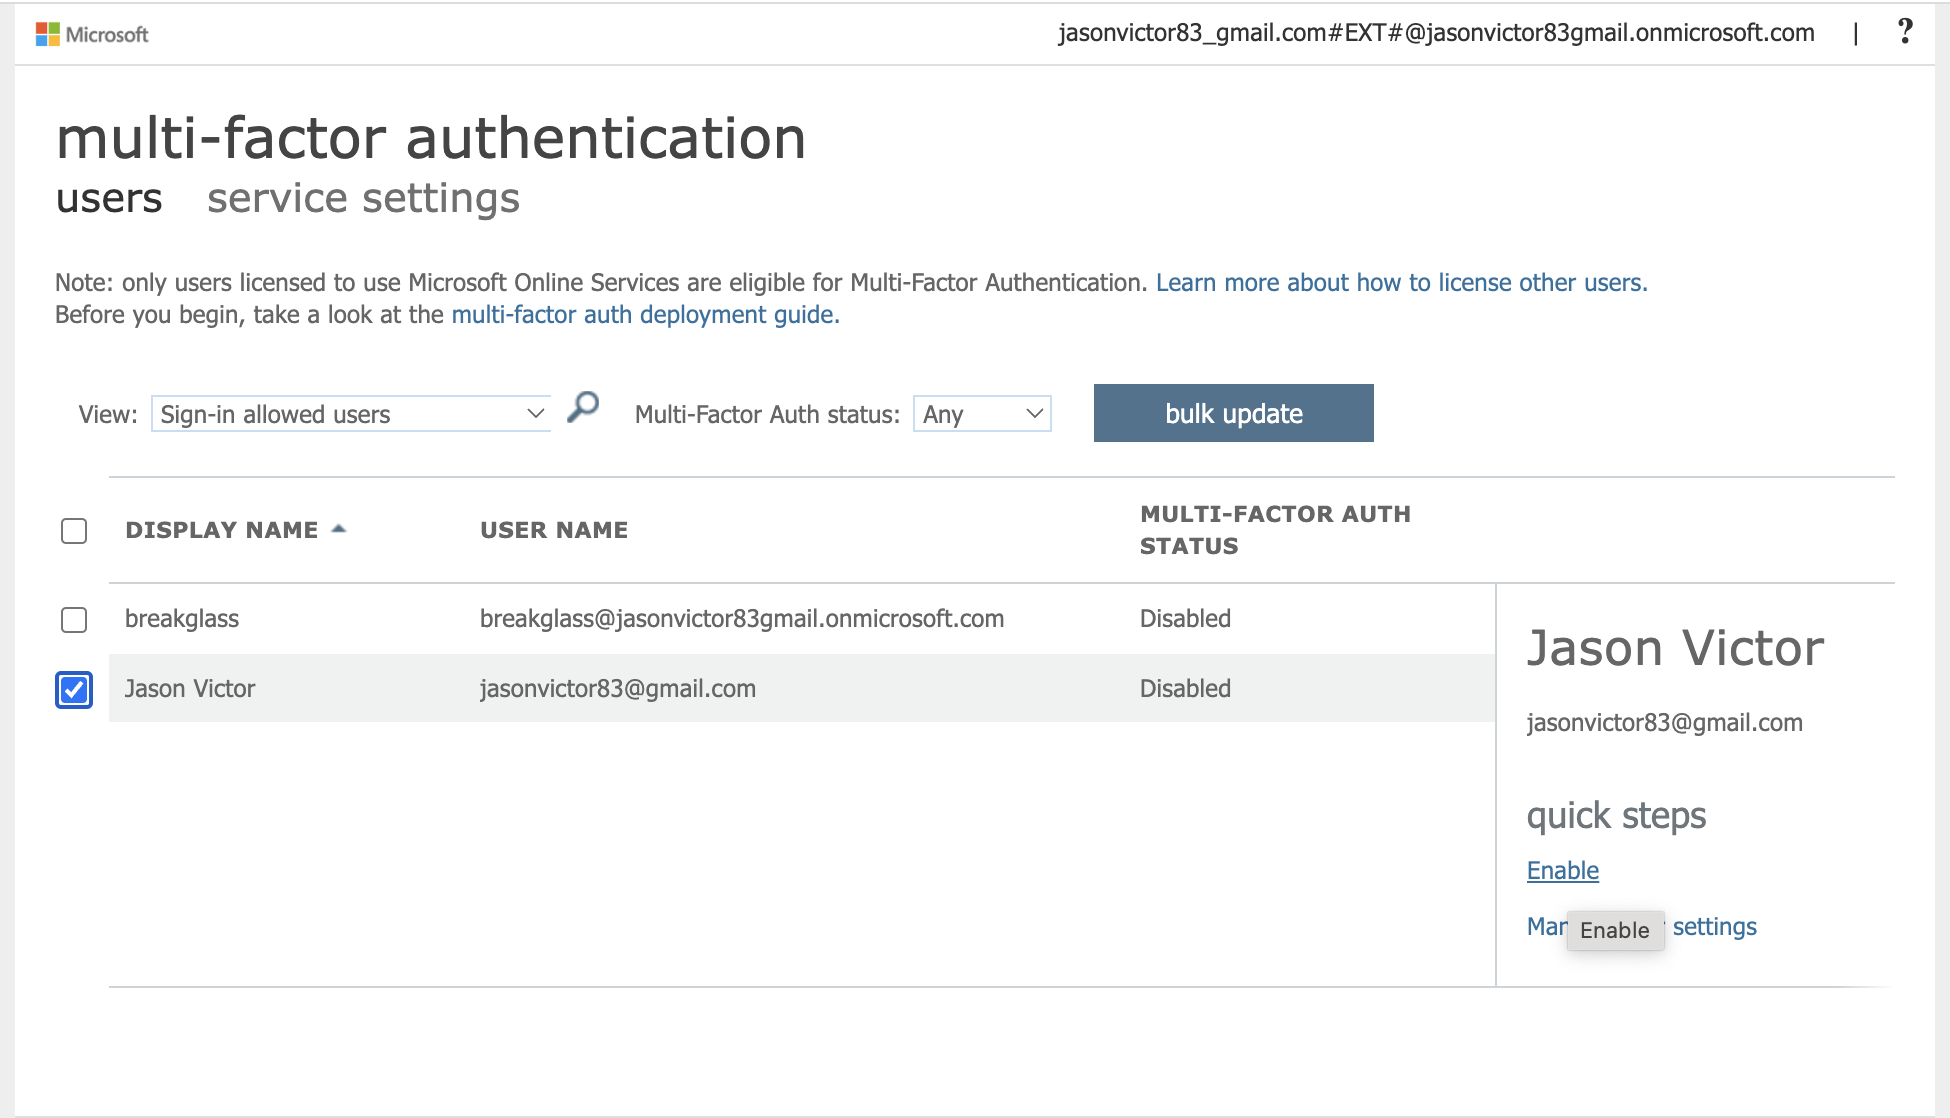 Microsoft
jasonvictor83_gmail.com#EXT#@jasonvictor83gmail.onmicrosoft.com | ?
multi-factor authentication
users service settings
Note: only users licensed to use Microsoft Online Services are eligible for Multi-Factor Authentication. Learn more about how to license other users.
Before you begin, take a look at the multi-factor auth deployment guide.
View: Sign-in allowed users Multi-Factor Auth status: Any bulk update
DISPLAY NAME USER NAME MULTI-FACTOR AUTH
STATUS
breakglass breakglass@jasonvictor83gmail.onmicrosoft.com Disabled
Jason Victor jasonvictor83@gmail.com Disabled
Jason Victor
jasonvictor83@gmail.com
quick steps
Enable
settings
Enable